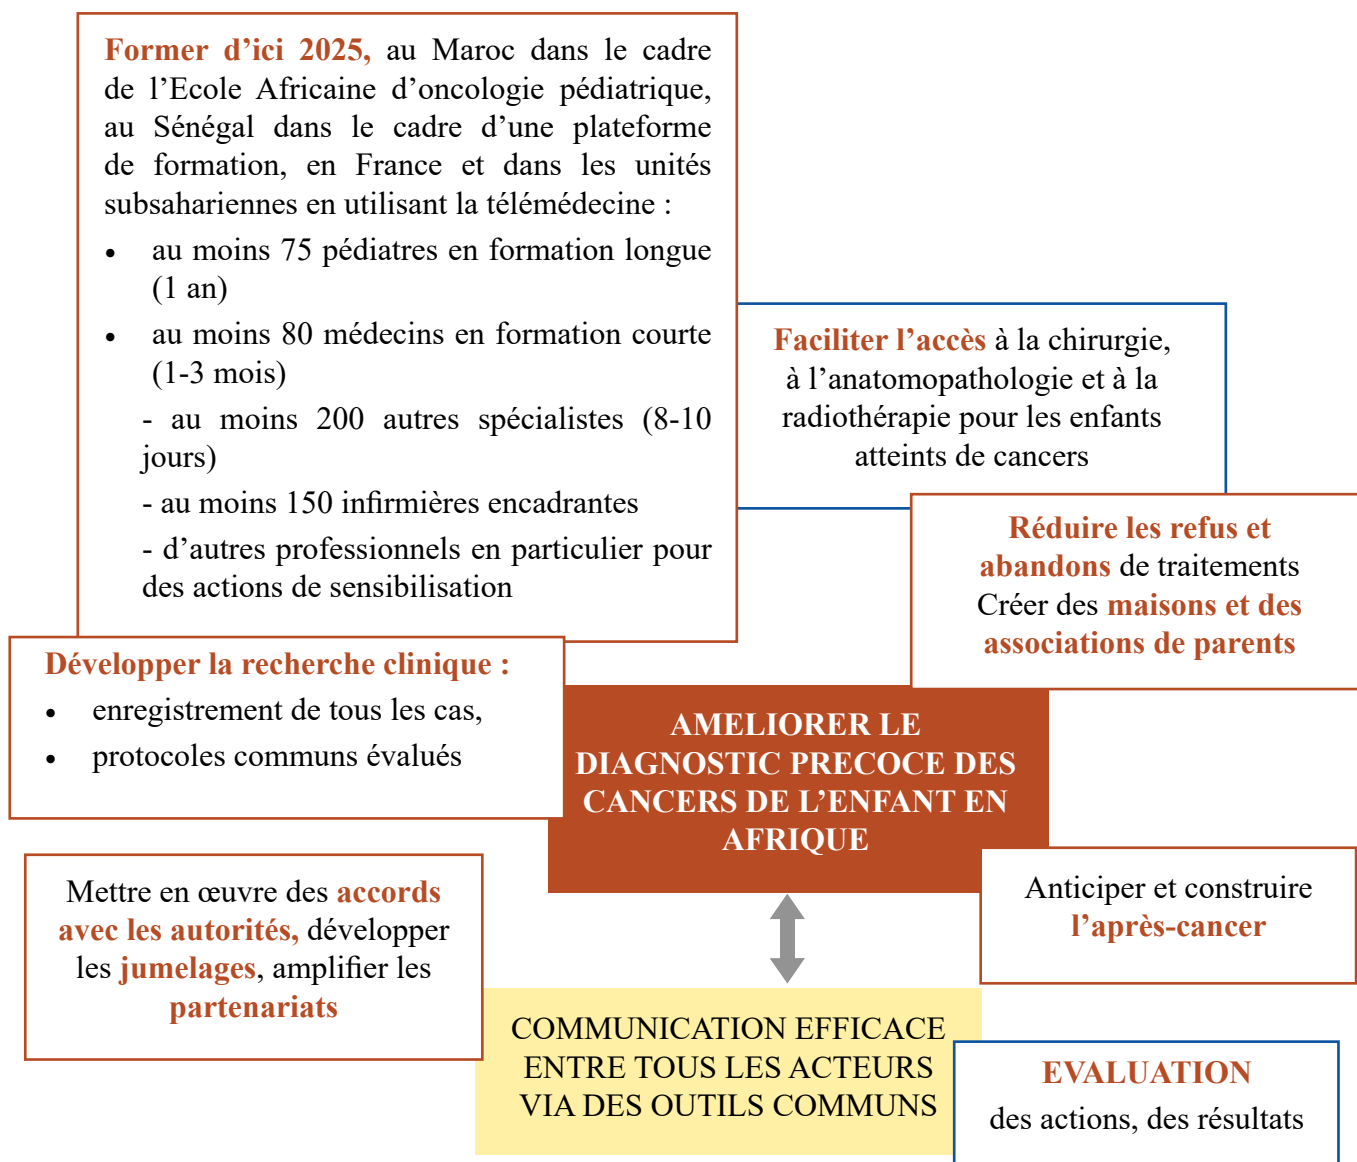 Former d’ici 2025, au Maroc dans le cadre
de l’Ecole Africaine d’oncologie pédiatrique,
au Sénégal dans le cadre d’une plateforme
de formation, en France et dans les unités
subsahariennes en utilisant la télémédecine :
• au moins 75 pédiatres en formation longue
(1 an)
• au moins 80 médecins en formation courte
(1-3 mois)
- au moins 200 autres spécialistes (8-10
jours)
- au moins 150 infirmières encadrantes
- d’autres professionnels en particulier pour
des actions de sensibilisation
Faciliter l’accès à la chirurgie,
à l’anatomopathologie et à la
radiothérapie pour les enfants
atteints de cancers
Réduire les refus et
abandons de traitements
Créer des maisons et des
associations de parents
Développer la recherche clinique :
• enregistrement de tous les cas,
• protocoles communs évalués
AMELIORER LE
DIAGNOSTIC PRECOCE DES
CANCERS DE L’ENFANT EN
AFRIQUE
Mettre en œuvre des accords
avec les autorités, développer
les jumelages, amplifier les
partenariats
Anticiper et construire
l’après-cancer
COMMUNICATION EFFICACE
ENTRE TOUS LES ACTEURS
VIA DES OUTILS COMMUNS
EVALUATION
des actions, des résultats